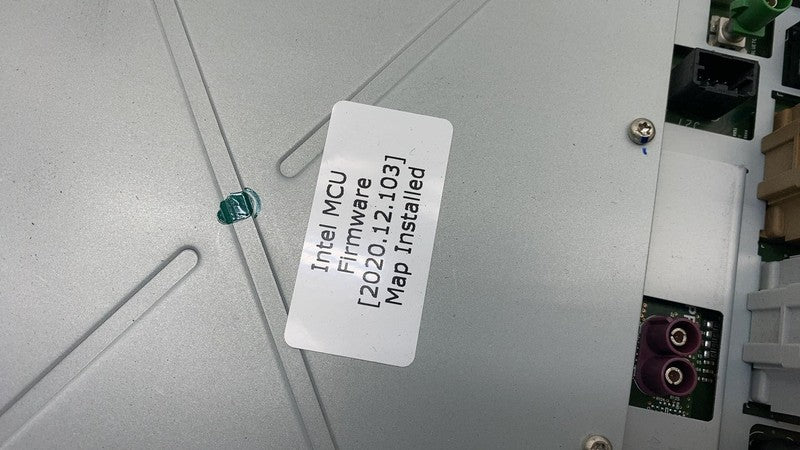 Intel MCU
Firmware
[2020.12.103]
Map Installed